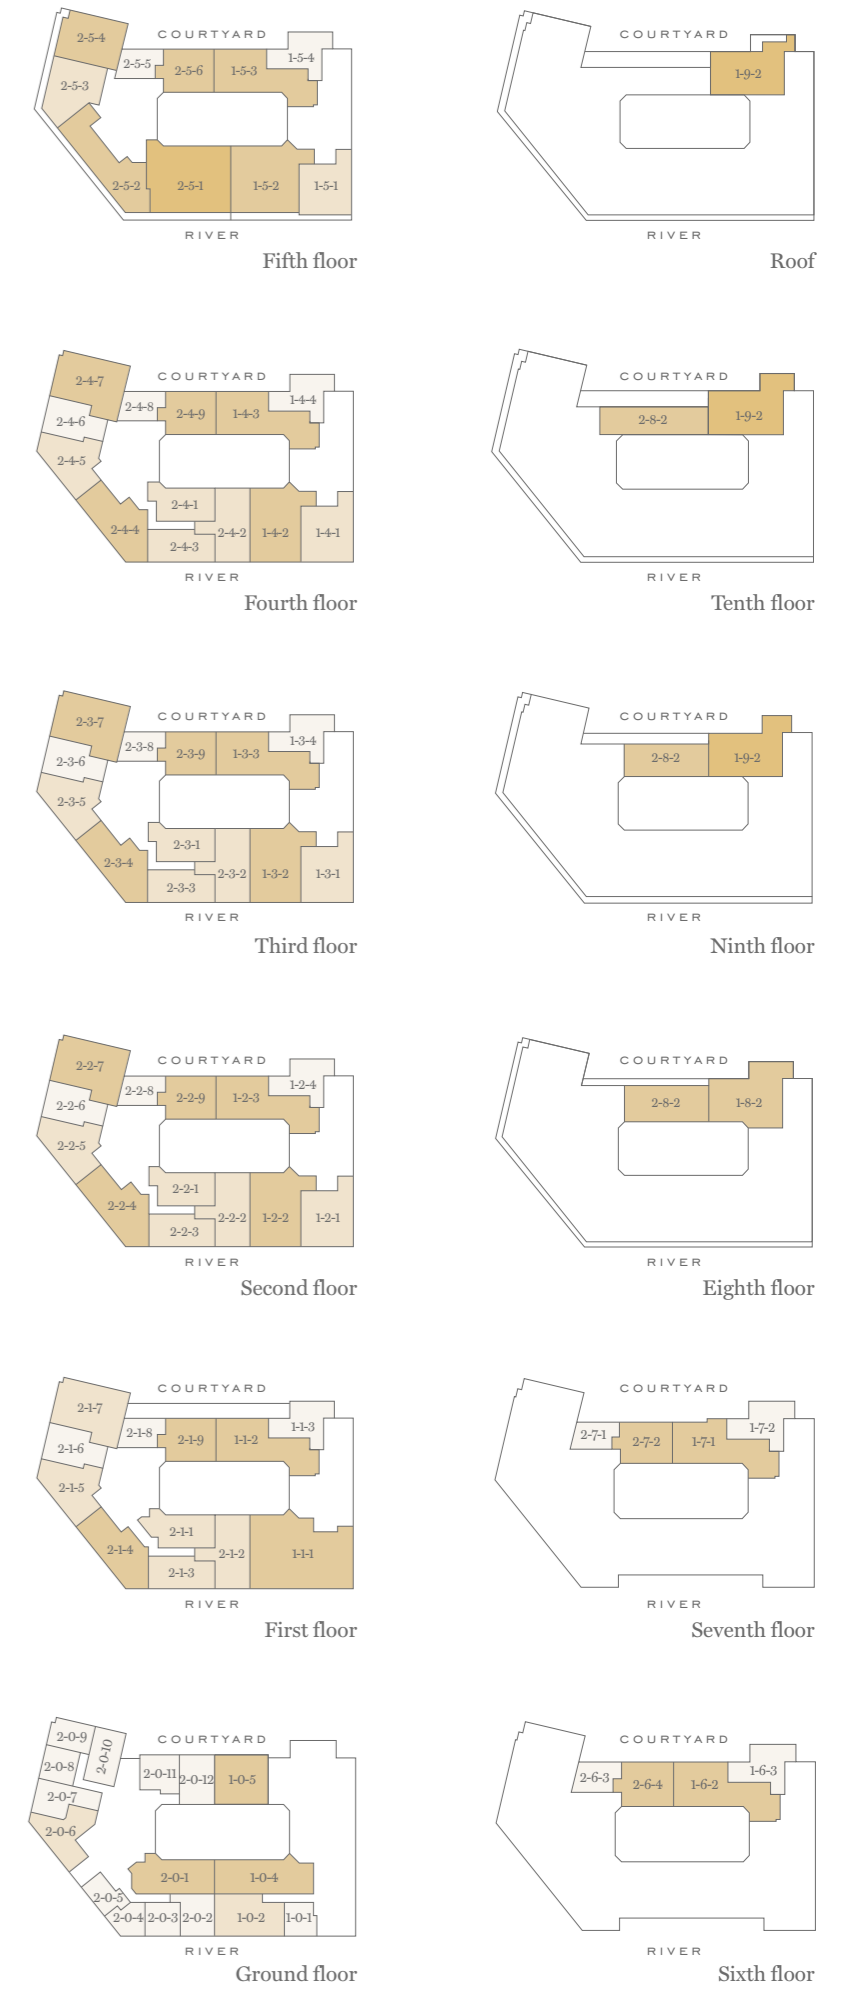 COURTYARD
2-5-4
2-5-5
2-5-6
1-5-3
1-5-4
2-5-3
2-5-2
2-5-1
1-5-2
1-5-1
RIVER
Fifth floor
COURTYARD
1-9-2
RIVER
Roof
COURTYARD
2-4-7
2-4-8
2-4-9
1-4-3
1-4-4
2-4-6
2-4-5
2-4-1
2-4-4
2-4-2
1-4-2
1-4-1
2-4-3
RIVER
Fourth floor
COURTYARD
2-8-2
1-9-2
RIVER
Tenth floor
COURTYARD
2-3-7
2-3-8
2-3-9
1-3-3
1-3-4
2-3-6
2-3-5
2-3-1
2-3-4
2-3-2
1-3-2
1-3-1
2-3-3
RIVER
Third floor
COURTYARD
2-8-2
1-9-2
RIVER
Ninth floor
COURTYARD
2-2-7
2-2-8
2-2-9
1-2-3
1-2-4
2-2-6
2-2-5
2-2-1
2-2-4
2-2-2
1-2-2
1-2-1
2-2-3
RIVER
Second floor
COURTYARD
2-8-2
1-8-2
RIVER
Eighth floor
COURTYARD
2-1-7
2-1-8
2-1-9
1-1-2
1-1-3
2-1-6
2-1-5
2-1-1
2-1-4
2-1-2
1-1-1
2-1-3
RIVER
First floor
COURTYARD
2-7-1
2-7-2
1-7-1
1-7-2
RIVER
Seventh floor
COURTYARD
2-0-9
2-0-10
2-0-8
2-0-11
2-0-12
1-0-5
2-0-7
2-0-6
2-0-1
1-0-4
2-0-5
2-0-4
2-0-3
2-0-2
1-0-2
1-0-1
RIVER
Ground floor
COURTYARD
2-6-3
2-6-4
1-6-2
1-6-3
RIVER
Sixth floor